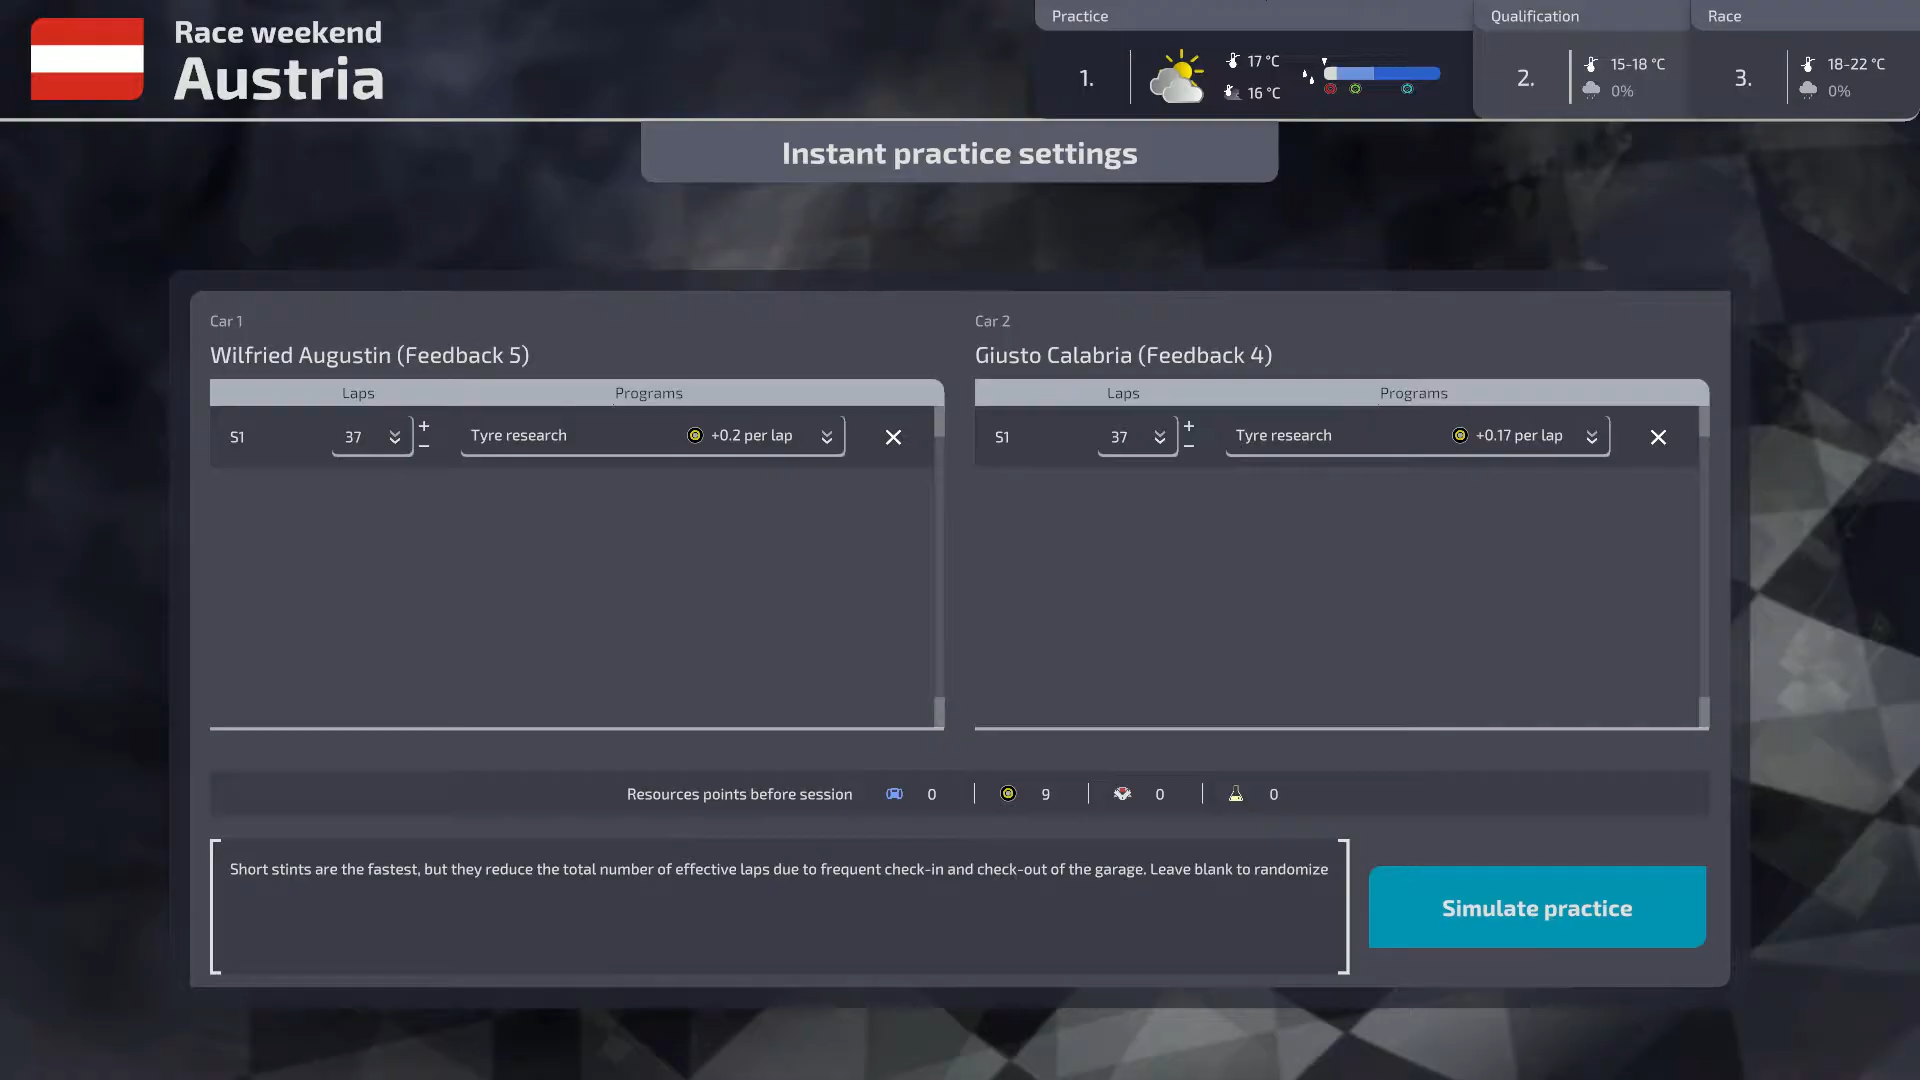 Race weekend
Austria
Practice
1.
17 °C
16 °C
Qualification
2.
15-18 °C
0%
Race
3.
18-22 °C
0%
Instant practice settings
Car 1
Wilfried Augustin (Feedback 5)
Laps Programs
S1 37 + − Tyre research +0.2 per lap
Car 2
Giusto Calabria (Feedback 4)
Laps Programs
S1 37 + − Tyre research +0.17 per lap
Resources points before session 0 9 0 0
Short stints are the fastest, but they reduce the total number of effective laps due to frequent check-in and check-out of the garage. Leave blank to randomize
Simulate practice